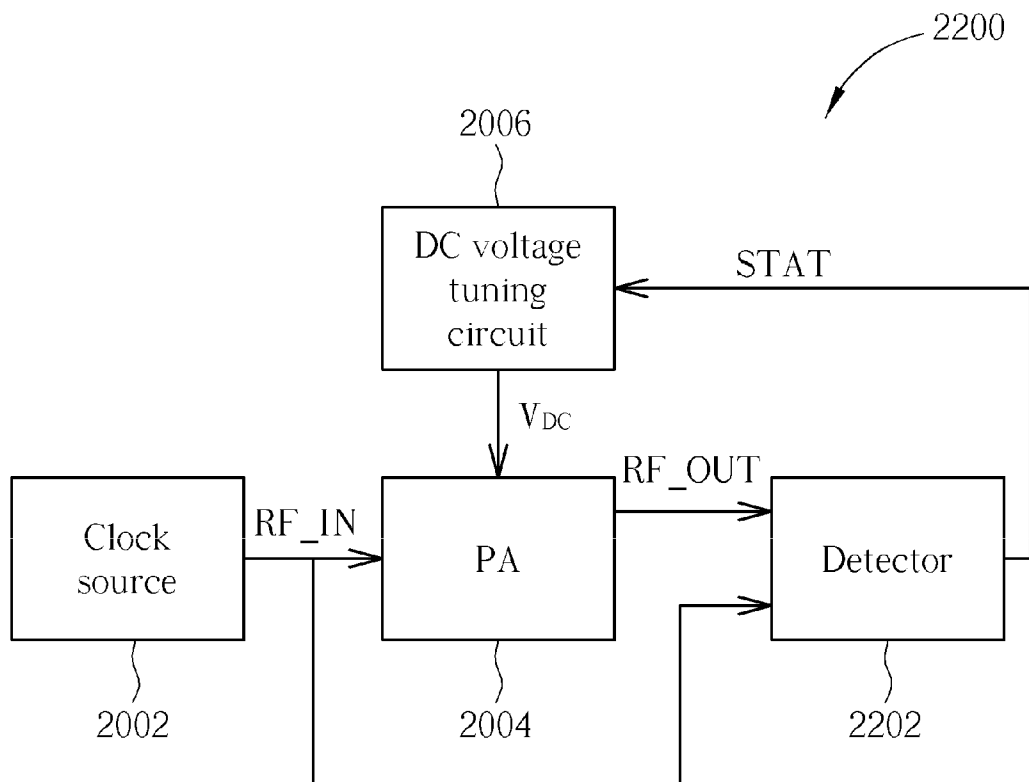 2200
2006
DC voltage
tuning
circuit
STAT
VDC
RF_OUT
RF_IN
Clock
source
PA
Detector
2002
2004
2202